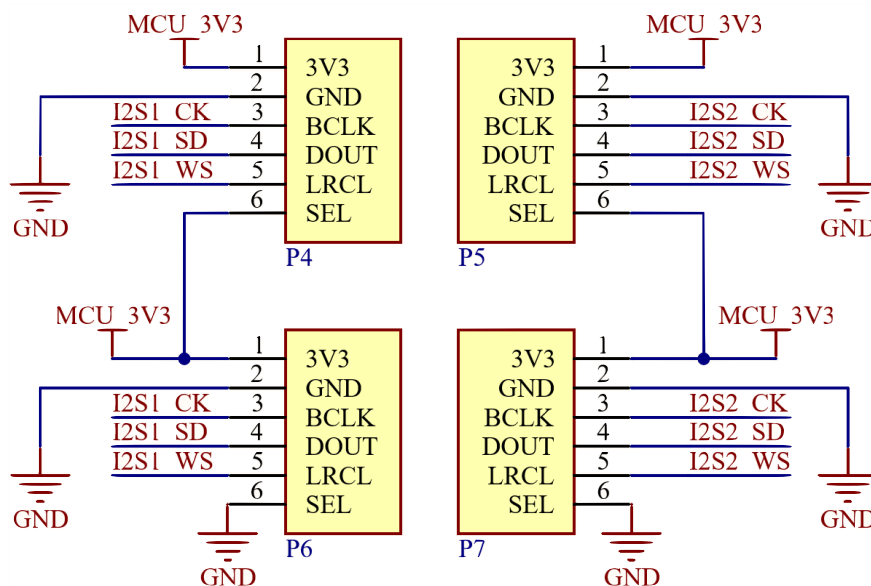 MCU_3V3
1 3V3
2 GND
I2S1_CK 3 BCLK
I2S1_SD 4 DOUT
I2S1_WS 5 LRCL
6 SEL
GND
P4
MCU_3V3
3V3 1
GND 2
BCLK 3 I2S2_CK
DOUT 4 I2S2_SD
LRCL 5 I2S2_WS
SEL 6
GND
P5
MCU_3V3
1 3V3
2 GND
I2S1_CK 3 BCLK
I2S1_SD 4 DOUT
I2S1_WS 5 LRCL
6 SEL
GND
GND
P6
MCU_3V3
3V3 1
GND 2
BCLK 3 I2S2_CK
DOUT 4 I2S2_SD
LRCL 5 I2S2_WS
SEL 6
GND
P7
GND